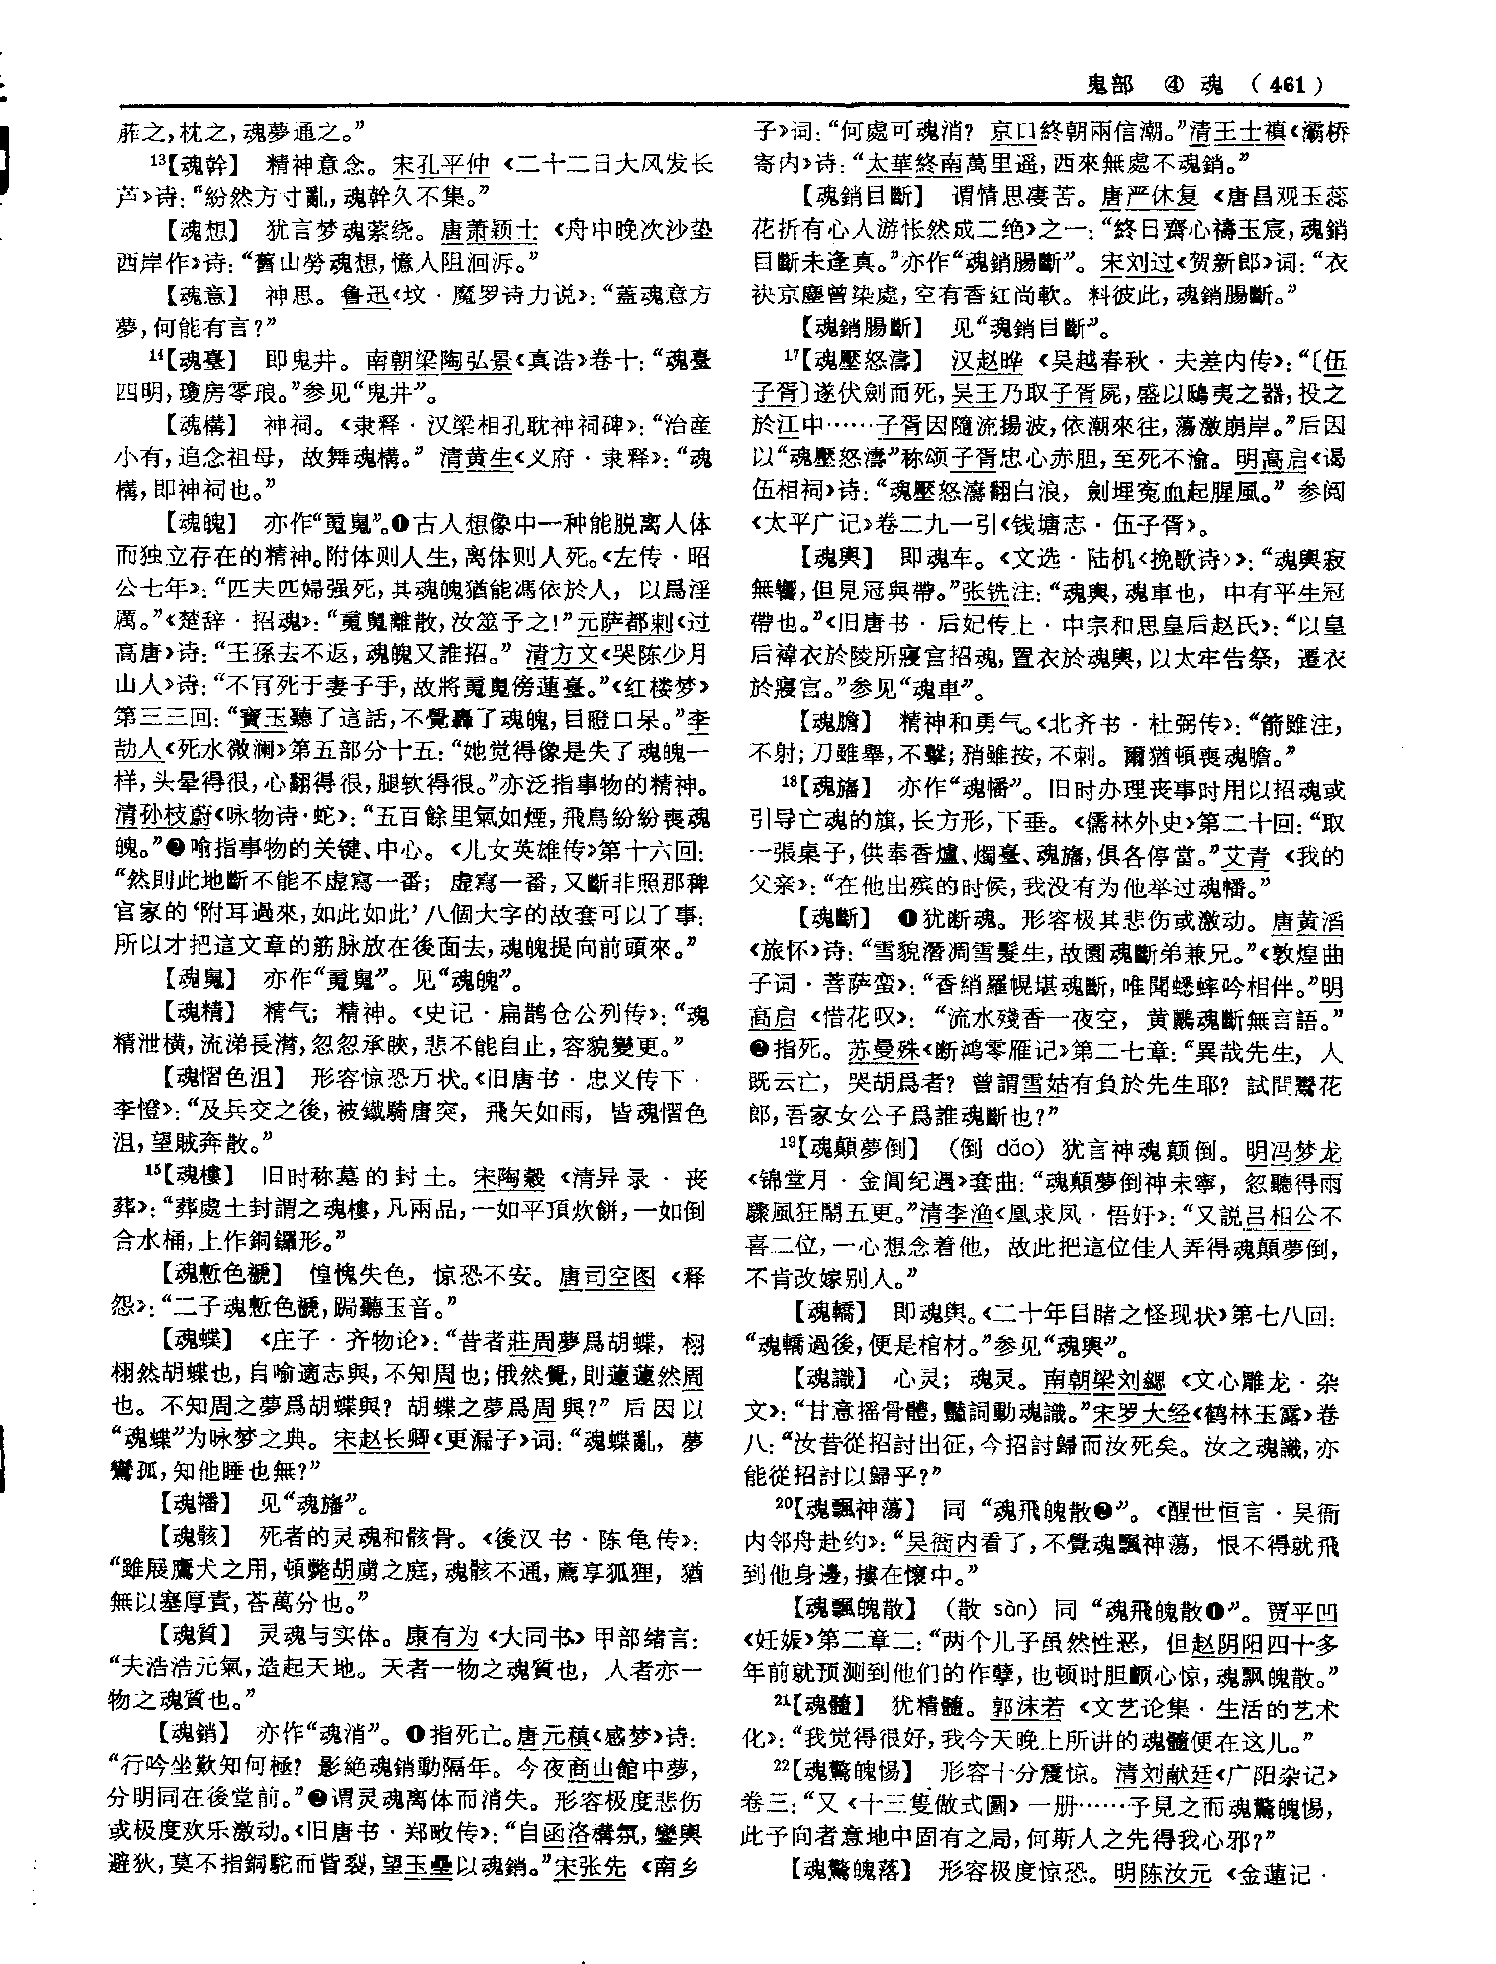 鬼部 ④ 魂 （461）
葄之，枕之，魂夢通之。”
13【魂幹】 精神意念。宋孔平仲《二十二日大风发长
芦》诗：“紛然方寸亂，魂幹久不集。”
【魂想】 犹言梦魂萦绕。唐萧颖士《舟中晚次沙垫
西岸作》诗：“舊山勞魂想，憶人阻洄泝。”
【魂意】 神思。鲁迅《坟·魔罗诗力说》：“蓋魂意方
夢，何能有言？”
14【魂臺】 即鬼井。南朝梁陶弘景《真诰》卷十：“魂臺
四明，瓊房零琅。”参见“鬼井”。
【魂構】 神祠。《隶释·汉梁相孔耽神祠碑》：“治産
小有，追念祖母，故舞魂構。”清黄生《义府·隶释》：“魂
構，即神祠也。”
【魂魄】 亦作“䰟䰠”。❶古人想像中一种能脱离人体
而独立存在的精神。附体则人生，离体则人死。《左传·昭
公七年》：“匹夫匹婦强死，其魂魄猶能馮依於人，以爲淫
厲。”《楚辞·招魂》：“䰟魄離散，汝筮予之！”元萨都剌《过
高唐》诗：“王孫去不返，魂魄又誰招。”清方文《哭陈少月
山人》诗：“不肎死于妻子手，故將䰟魄傍蓮臺。”《红楼梦》
第三三回：“寶玉聽了這話，不覺轟了魂魄，目瞪口呆。”李
劼人《死水微澜》第五部分十五：“她觉得像是失了魂魄一
样，头晕得很，心翻得很，腿软得很。”亦泛指事物的精神。
清孙枝蔚《咏物诗·蛇》：“五百餘里氣如煙，飛鳥紛紛喪魂
魄。”❷喻指事物的关键、中心。《儿女英雄传》第十六回：
“然則此地斷不能不虚寫一番；虚寫一番，又斷非照那稗
官家的‘附耳過來，如此如此’八個大字的故套可以了事：
所以才把這文章的筋脉放在後面去，魂魄提向前頭來。”
【魂䰠】 亦作“䰟䰠”。见“魂魄”。
【魂精】 精气；精神。《史记·扁鹊仓公列传》：“魂
精泄横，流涕長潸，忽忽承睫，悲不能自止，容貌變更。”
【魂慴色沮】 形容惊恐万状。《旧唐书·忠义传下·
李憕》：“及兵交之後，被鐵騎唐突，飛矢如雨，皆魂慴色
沮，望賊奔散。”
15【魂樓】 旧时称墓的封土。宋陶穀《清异录·丧
葬》：“葬處土封謂之魂樓，凡兩品，一如平頂炊餅，一如倒
合水桶，上作銅鑼形。”
【魂慙色褫】 惶愧失色，惊恐不安。唐司空图《释
怨》：“二子魂慙色褫，跼聽玉音。”
【魂蝶】 《庄子·齐物论》：“昔者莊周夢爲胡蝶，栩
栩然胡蝶也，自喻適志與，不知周也；俄然覺，則蘧蘧然周
也。不知周之夢爲胡蝶與？胡蝶之夢爲周與？”后因以
“魂蝶”为咏梦之典。宋赵长卿《更漏子》词：“魂蝶亂，夢
鸞孤，知他睡也無？”
【魂旛】 见“魂旛”。
【魂骸】 死者的灵魂和骸骨。《後汉书·陈龟传》：
“雖展鷹犬之用，頓斃胡虜之庭，魂骸不返，薦享狐狸，猶
無以塞厚責，荅萬分也。”
【魂質】 灵魂与实体。康有为《大同书》甲部绪言：
“夫浩浩元氣，造起天地。天者一物之魂質也，人者亦一
物之魂質也。”
【魂銷】 亦作“魂消”。❶指死亡。唐元稹《感梦》诗：
“行吟坐歎知何極？影絶魂銷動隔年。今夜商山館中夢，
分明同在後堂前。”❷谓灵魂离体而消失。形容极度悲伤
或极度欢乐激动。《旧唐书·郑畋传》：“自函洛構氛，鑾輿
避狄，莫不指銅駝而眥裂，望玉壘以魂銷。”宋张先《南乡
子》词：“何處可魂消？京口終朝兩信潮。”清王士禛《灞桥
寄内》诗：“太華終南萬里遥，西來無處不魂銷。”
【魂銷目斷】 谓情思凄苦。唐严休复《唐昌观玉蕊
花折有心人游怅然成二绝》之一：“終日齋心禱玉宸，魂銷
目斷未逢真。”亦作“魂銷腸斷”。宋刘过《贺新郎》词：“衣
袂京塵曾染處，空有香紅尚軟。料彼此，魂銷腸斷。”
【魂銷腸斷】 见“魂銷目斷”。
17【魂壓怒濤】 汉赵晔《吴越春秋·夫差内传》：“〔伍
子胥〕遂伏劍而死，吴王乃取子胥屍，盛以鴟夷之器，投之
於江中……子胥因隨流揚波，依潮來往，蕩激崩岸。”后因
以“魂壓怒濤”称颂子胥忠心赤胆，至死不渝。明高启《谒
伍相祠》诗：“魂壓怒濤翻白浪，劍埋寃血起腥風。”参阅
《太平广记》卷二九一引《钱塘志·伍子胥》。
【魂輿】 即魂车。《文选·陆机〈挽歌诗〉》：“魂輿寂
無響，但見冠與帶。”张铣注：“魂輿，魂車也，中有平生冠
帶也。”《旧唐书·后妃传上·中宗和思皇后赵氏》：“以皇
后褘衣於陵所寢宫招魂，置衣於魂輿，以太牢告祭，遷衣
於寢宫。”参见“魂車”。
【魂膽】 精神和勇气。《北齐书·杜弼传》：“箭雖注，
不射；刀雖舉，不擊；矟雖按，不刺。爾猶頓喪魂膽。”
18【魂旛】 亦作“魂幡”。旧时办理丧事时用以招魂或
引导亡魂的旗，长方形，下垂。《儒林外史》第二十回：“取
一張桌子，供奉香爐、燭臺、魂旛，俱各停當。”艾青《我的
父亲》：“在他出殡的时候，我没有为他举过魂幡。”
【魂斷】 ❶犹断魂。形容极其悲伤或激动。唐黄滔
《旅怀》诗：“雪貌潛凋雪髮生，故園魂斷弟兼兄。”《敦煌曲
子词·菩萨蛮》：“香綃羅幌堪魂斷，唯聞蟋蟀吟相伴。”明
高启《惜花叹》：“流水殘香一夜空，黄鸝魂斷無言語。”
❷指死。苏曼殊《断鸿零雁记》第二七章：“異哉先生，人
既云亡，哭胡爲者？曾謂雪姑有負於先生耶？試問鬻花
郎，吾家女公子爲誰魂斷也？”
19【魂顛夢倒】 （倒 dǎo）犹言神魂颠倒。明冯梦龙
《锦堂月·金阊纪遇》套曲：“魂顛夢倒神未寧，忽聽得雨
驟風狂鬧五更。”清李渔《凰求凤·悟奸》：“又説吕相公不
喜二位，一心想念着他，故此把這位佳人弄得魂顛夢倒，
不肯改嫁别人。”
【魂轎】 即魂輿。《二十年目睹之怪现状》第七八回：
“魂轎過後，便是棺材。”参见“魂輿”。
【魂識】 心灵；魂灵。南朝梁刘勰《文心雕龙·杂
文》：“甘意摇骨體，豔詞動魂識。”宋罗大经《鹤林玉露》卷
八：“汝昔從招討出征，今招討歸而汝死矣。汝之魂識，亦
能從招討以歸乎？”
20【魂飄神蕩】 同“魂飛魄散❷”。《醒世恒言·吴衙
内邻舟赴约》：“吴衙内看了，不覺魂飄神蕩，恨不得就飛
到他身邊，摟在懷中。”
【魂飄魄散】 （散 sàn）同“魂飛魄散❶”。贾平凹
《妊娠》第二章二：“两个儿子虽然性恶，但赵阴阳四十多
年前就预测到他们的作孽，也顿时胆颤心惊，魂飘魄散。”
21【魂髓】 犹精髓。郭沫若《文艺论集·生活的艺术
化》：“我觉得很好，我今天晚上所讲的魂髓便在这儿。”
22【魂驚魄惕】 形容十分震惊。清刘献廷《广阳杂记》
卷三：“又《十三隻做式圖》一册……予見之而魂驚魄惕，
此予向者意地中固有之局，何斯人之先得我心邪？”
【魂驚魄落】 形容极度惊恐。明陈汝元《金蓮记·